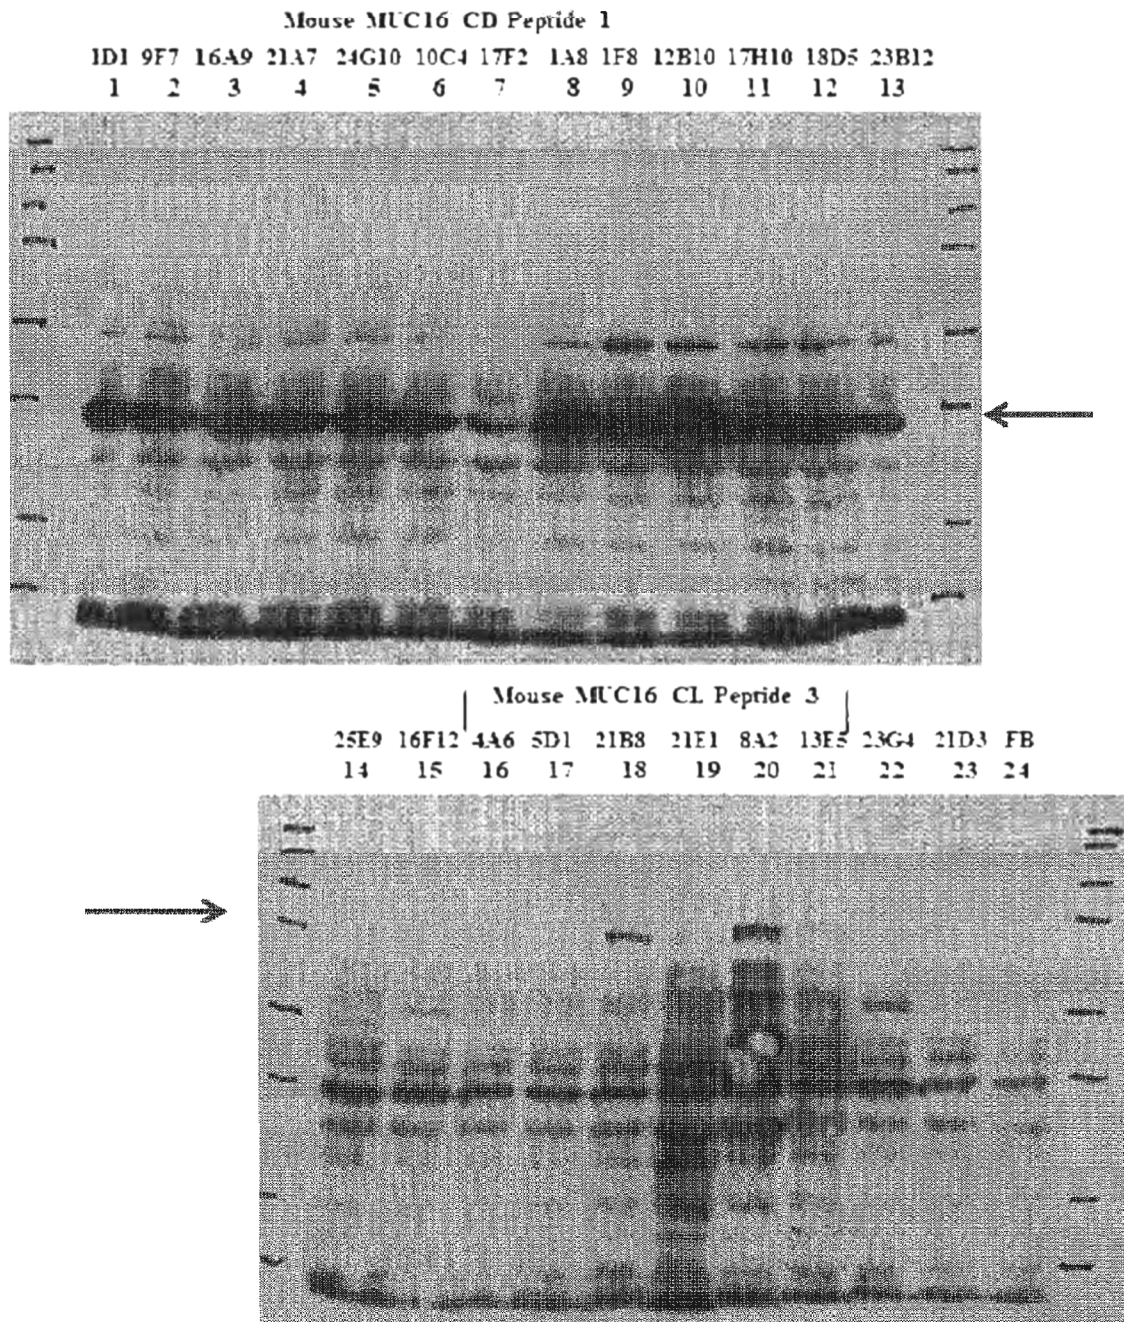 Mouse MUC16 CD Peptide 1
1D1 9F7 16A9 21A7 24G10 10C4 17F2 1A8 1F8 12B10 17H10 18D5 23B12
1 2 3 4 5 6 7 8 9 10 11 12 13
Mouse MUC16 CL Peptide 3
25E9 16F12 4A6 5D1 21B8 21E1 8A2 13E5 23G4 21D3 FB
14 15 16 17 18 19 20 21 22 23 24